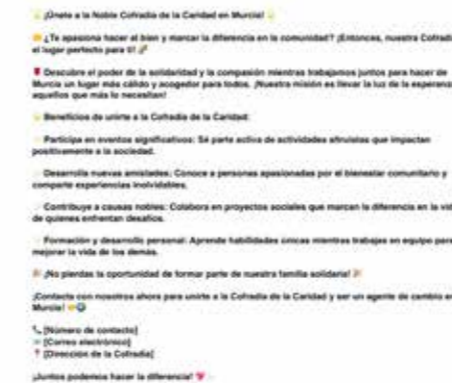 ¡Únete a la Noble Cofradía de la Caridad en Murcia!
¿Te apasiona hacer el bien y marcar la diferencia en la comunidad? ¡Entonces, nuestra Cofradí
el lugar perfecto para ti!
Descubre el poder de la solidaridad y la compasión mientras trabajamos juntos para hacer de
Murcia un lugar más cálido y acogedor para todos. ¡Nuestra misión es llevar la luz de la esperanza
aquellos que más lo necesitan!
Beneficios de unirte a la Cofradía de la Caridad:
Participa en eventos significativos: Sé parte activa de actividades altruistas que impactan
positivamente a la sociedad.
Desarrolla nuevas amistades: Conoce a personas apasionadas por el bienestar comunitario y
comparte experiencias inolvidables.
Contribuye a causas nobles: Colabora en proyectos sociales que marcan la diferencia en la vid
de quienes enfrentan desafíos.
Formación y desarrollo personal: Aprende habilidades únicas mientras trabajas en equipo para
mejorar la vida de los demás.
¡No pierdas la oportunidad de formar parte de nuestra familia solidaria!
¡Contacta con nosotros ahora para unirte a la Cofradía de la Caridad y ser un agente de cambio en
Murcia!
[Número de contacto]
[Correo electrónico]
[Dirección de la Cofradía]
¡Juntos podemos hacer la diferencia!